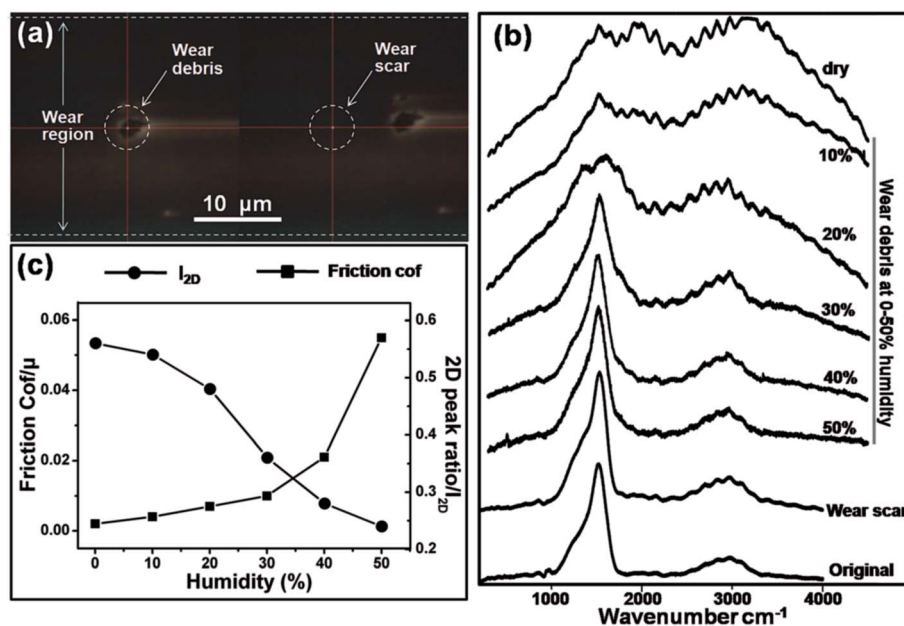 (a)
Wear
debris
Wear
scar
Wear
region
10 μm
(b)
dry
10%
20%
30%
40%
50%
Wear scar
Original
Wear debris at 0-50% humidity
1000 2000 3000 4000
Wavenumber cm⁻¹
(c)
I₂D Friction cof
0.06
0.04
0.02
0.00
Friction Cof/μ
0.6
0.5
0.4
0.3
0.2
2D peak ratio/I₂D
0 10 20 30 40 50
Humidity (%)